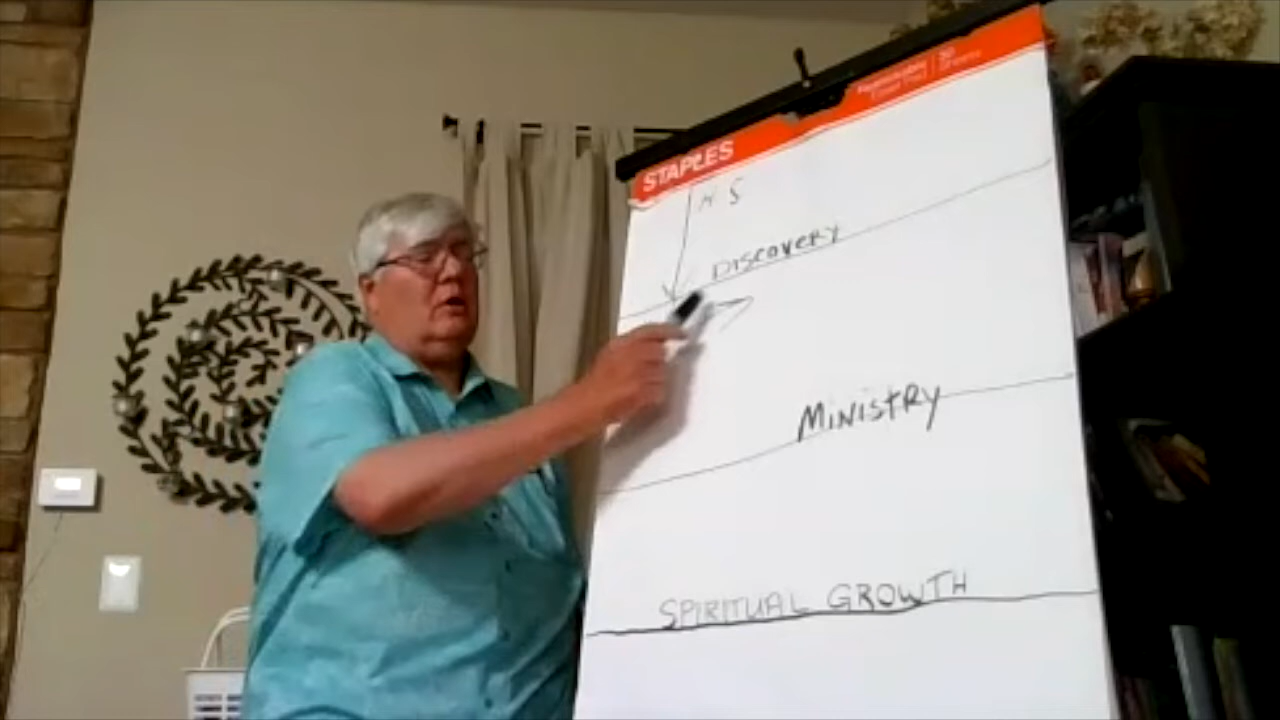 STAPLES
N S
DISCOVERY
MINISTRY
SPIRITUAL GROWTH